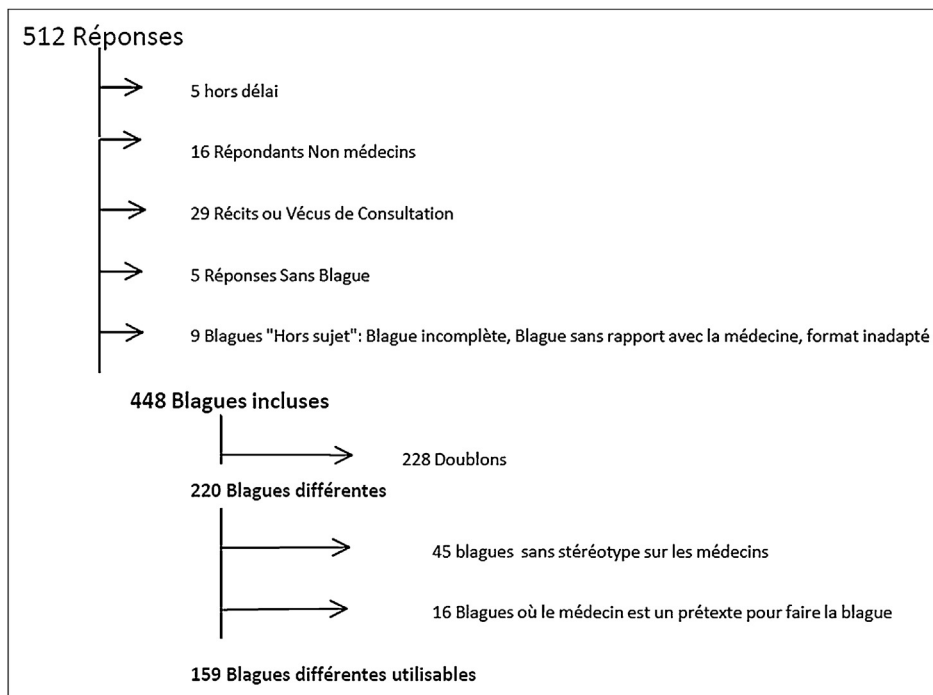 512 Réponses
5 hors délai
16 Répondants Non médecins
29 Récits ou Vécus de Consultation
5 Réponses Sans Blague
9 Blagues "Hors sujet": Blague incomplète, Blague sans rapport avec la médecine, format inadapté
448 Blagues incluses
228 Doublons
220 Blagues différentes
45 blagues sans stéréotype sur les médecins
16 Blagues où le médecin est un prétexte pour faire la blague
159 Blagues différentes utilisables